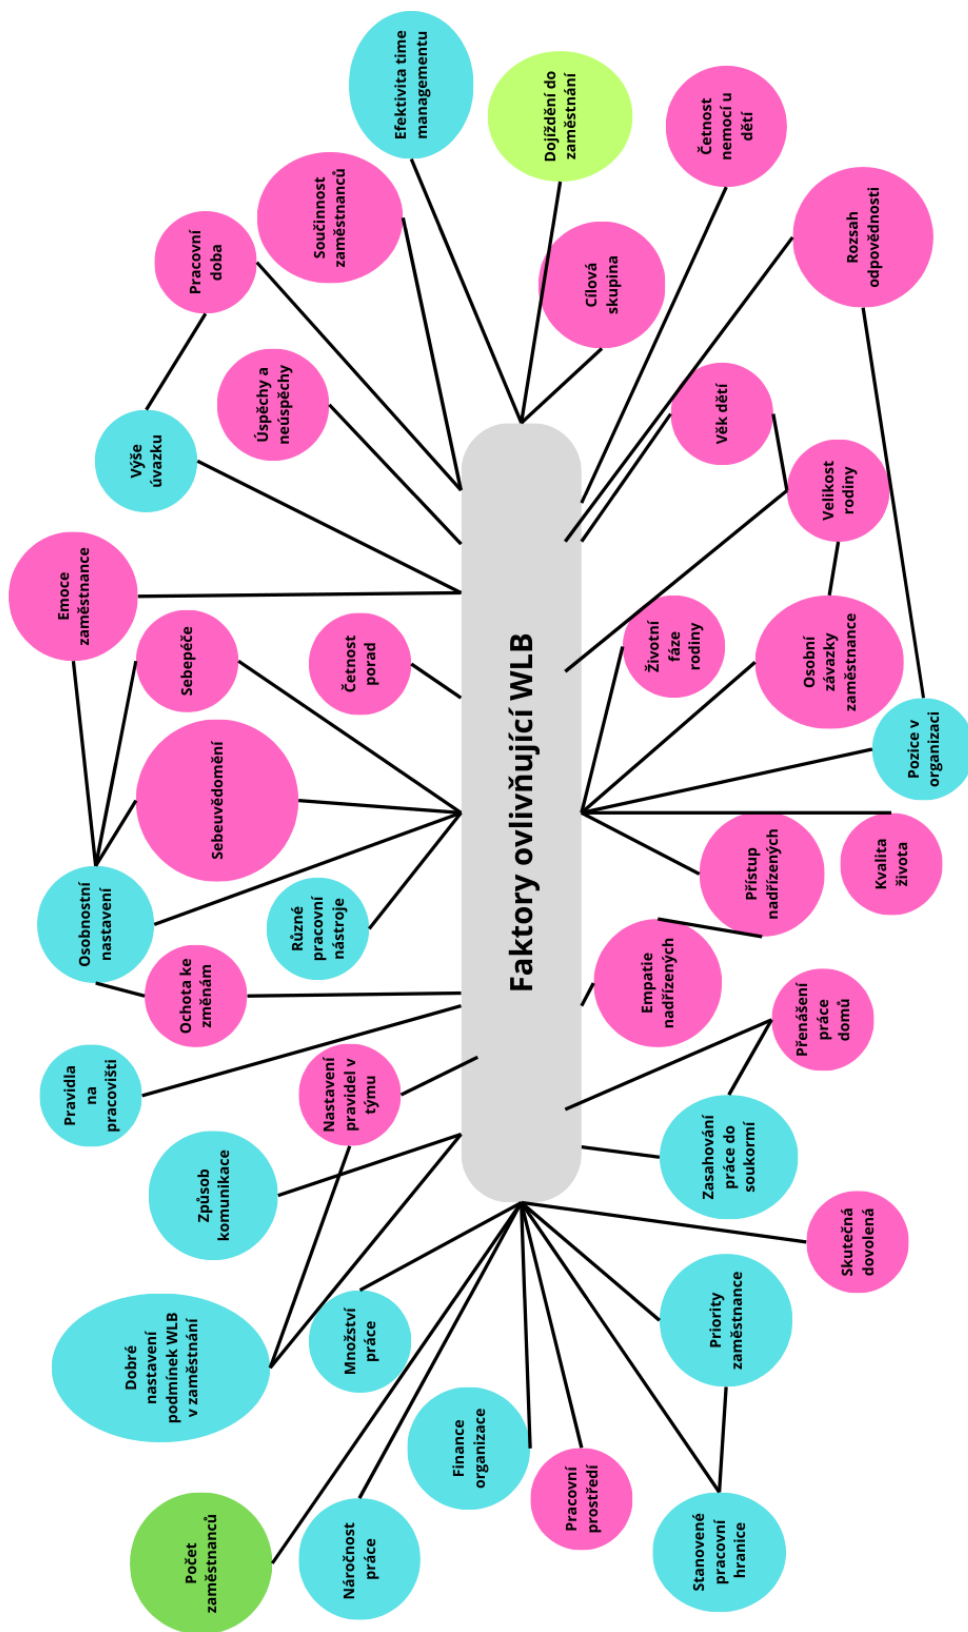 Efektivita time
managementu
Dojíždění do
zaměstnání
Četnost
nemocí u
dětí
Součinnost
zaměstnanců
Pracovní
doba
Cílová
skupina
Rozsah
odpovědnosti
Úspěchy a
neúspěchy
Výše
úvazku
Věk dětí
Velikost
rodiny
Emoce
zaměstnance
Sebepéče
Četnost
porad
Životní
fáze
rodiny
Osobní
závazky
zaměstnance
Sebeuvědomění
Pozice v
organizaci
Faktory ovlivňující WLB
Osobnostní
nastavení
Různé
pracovní
nástroje
Přístup
nadřízených
Kvalita
života
Ochota ke
změnám
Empatie
nadřízených
Přenášení
práce
domů
Pravidla
na
pracovišti
Nastavení
pravidel v
týmu
Způsob
komunikace
Zasahování
práce do
soukormí
Skutečná
dovolená
Dobré
nastavení
podmínek WLB
v zaměstnání
Množství
práce
Priority
zaměstnance
Finance
organizace
Pracovní
prostředí
Počet
zaměstnanců
Náročnost
práce
Stanovené
pracovní
hranice